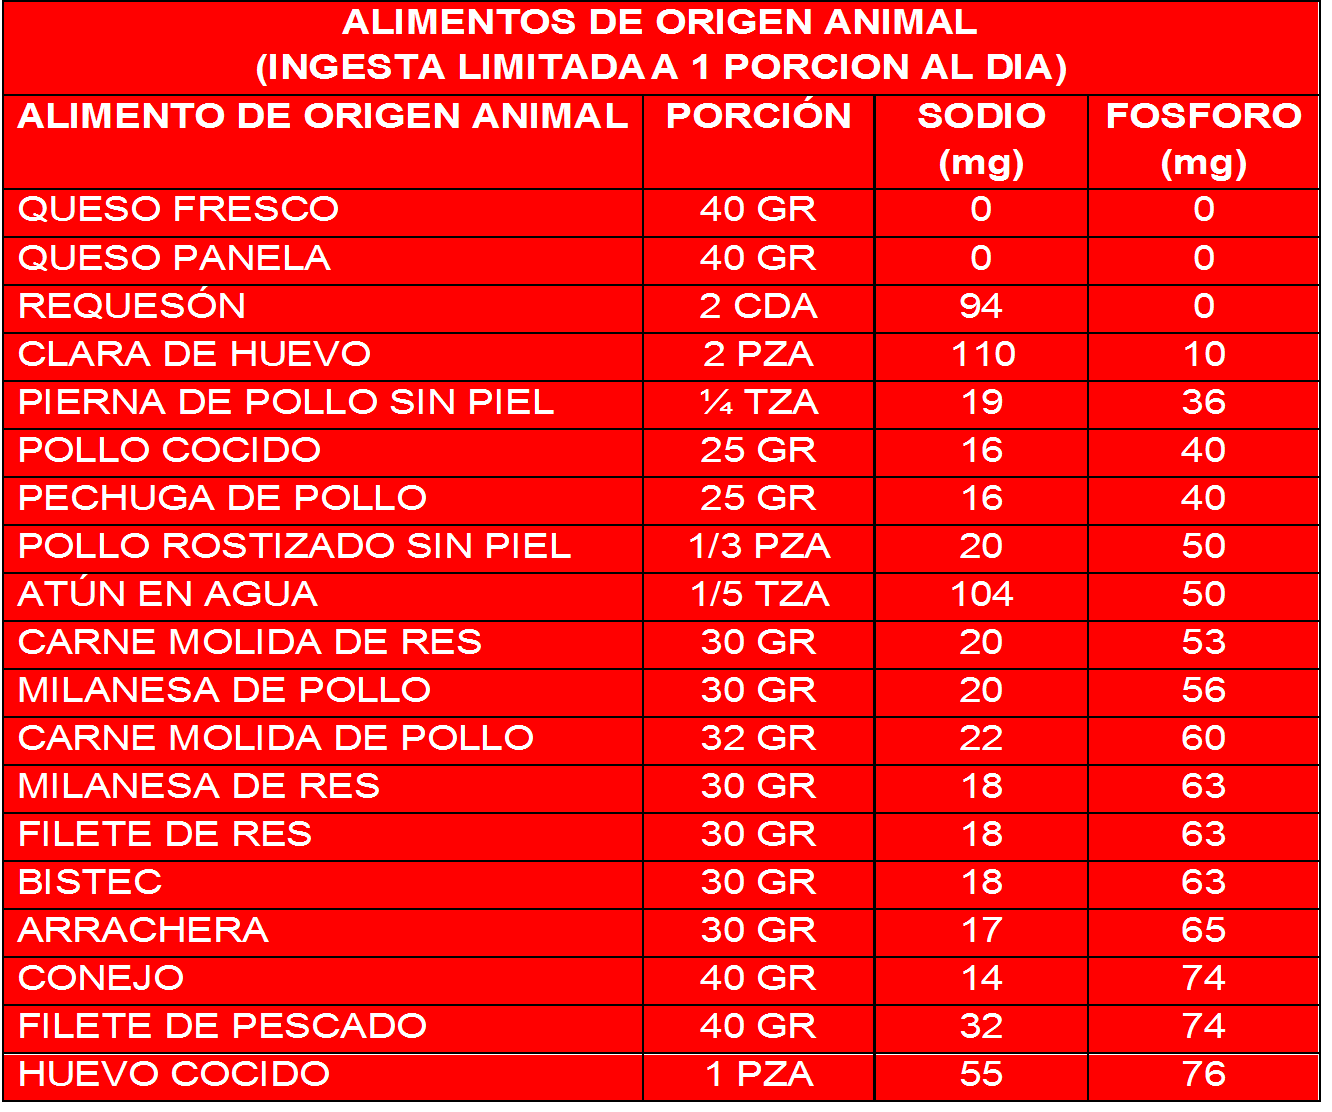 ALIMENTOS DE ORIGEN ANIMAL
(INGESTA LIMITADA A 1 PORCION AL DIA)
ALIMENTO DE ORIGEN ANIMAL PORCIÓN SODIO (mg) FOSFORO (mg)
QUESO FRESCO 40 GR 0 0
QUESO PANELA 40 GR 0 0
REQUESÓN 2 CDA 94 0
CLARA DE HUEVO 2 PZA 110 10
PIERNA DE POLLO SIN PIEL ¼ TZA 19 36
POLLO COCIDO 25 GR 16 40
PECHUGA DE POLLO 25 GR 16 40
POLLO ROSTIZADO SIN PIEL 1/3 PZA 20 50
ATÚN EN AGUA 1/5 TZA 104 50
CARNE MOLIDA DE RES 30 GR 20 53
MILANESA DE POLLO 30 GR 20 56
CARNE MOLIDA DE POLLO 32 GR 22 60
MILANESA DE RES 30 GR 18 63
FILETE DE RES 30 GR 18 63
BISTEC 30 GR 18 63
ARRACHERA 30 GR 17 65
CONEJO 40 GR 14 74
FILETE DE PESCADO 40 GR 32 74
HUEVO COCIDO 1 PZA 55 76